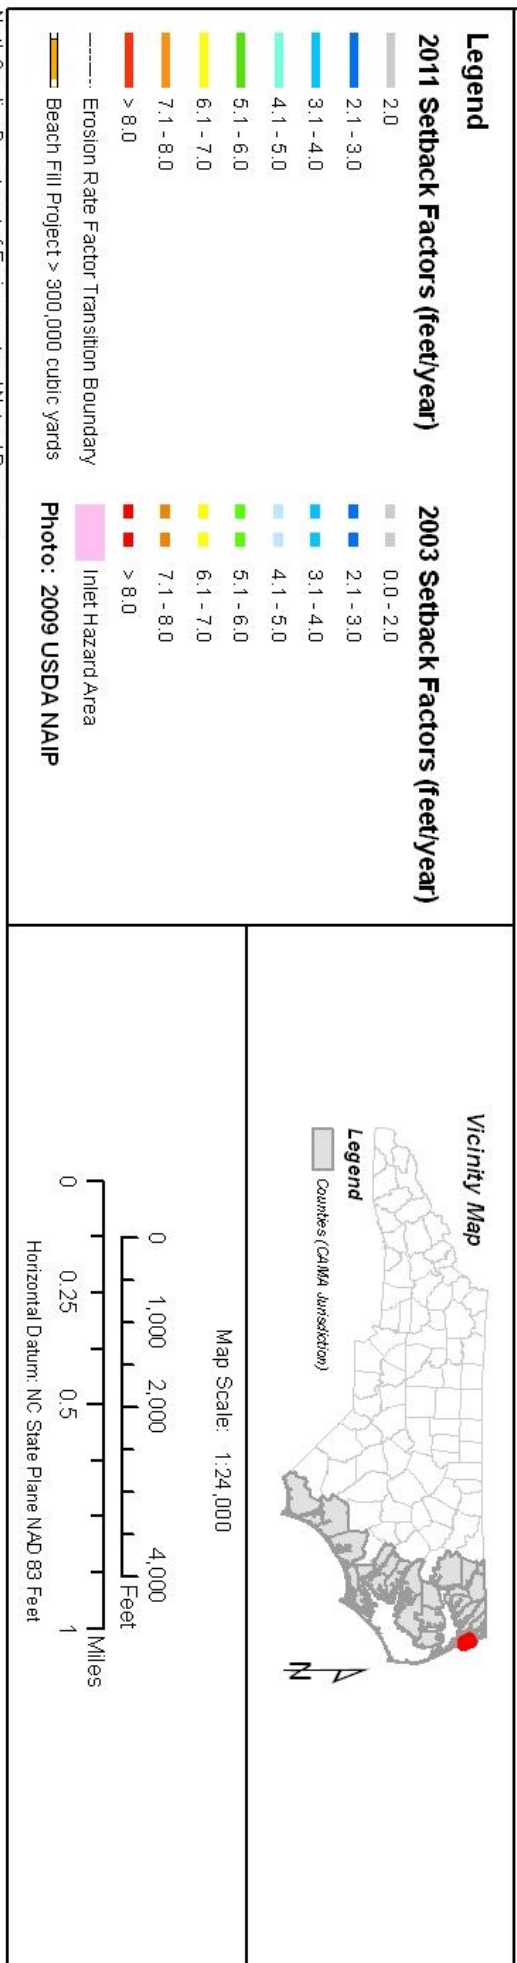 Legend
2011 Setback Factors (feet/year)
2.0
2.1 - 3.0
3.1 - 4.0
4.1 - 5.0
5.1 - 6.0
6.1 - 7.0
7.1 - 8.0
> 8.0
Erosion Rate Factor Transition Boundary
Beach Fill Project > 300,000 cubic yards
2003 Setback Factors (feet/year)
0.0 - 2.0
2.1 - 3.0
3.1 - 4.0
4.1 - 5.0
5.1 - 6.0
6.1 - 7.0
7.1 - 8.0
> 8.0
Inlet Hazard Area
Photo: 2009 USDA NAIP
Vicinity Map
Legend
Counties (CAMA Jurisdiction)
N
Map Scale: 1:24,000
0 1,000 2,000 4,000
Feet
0 0.25 0.5 1
Miles
Horizontal Datum: NC State Plane NAD 83 Feet